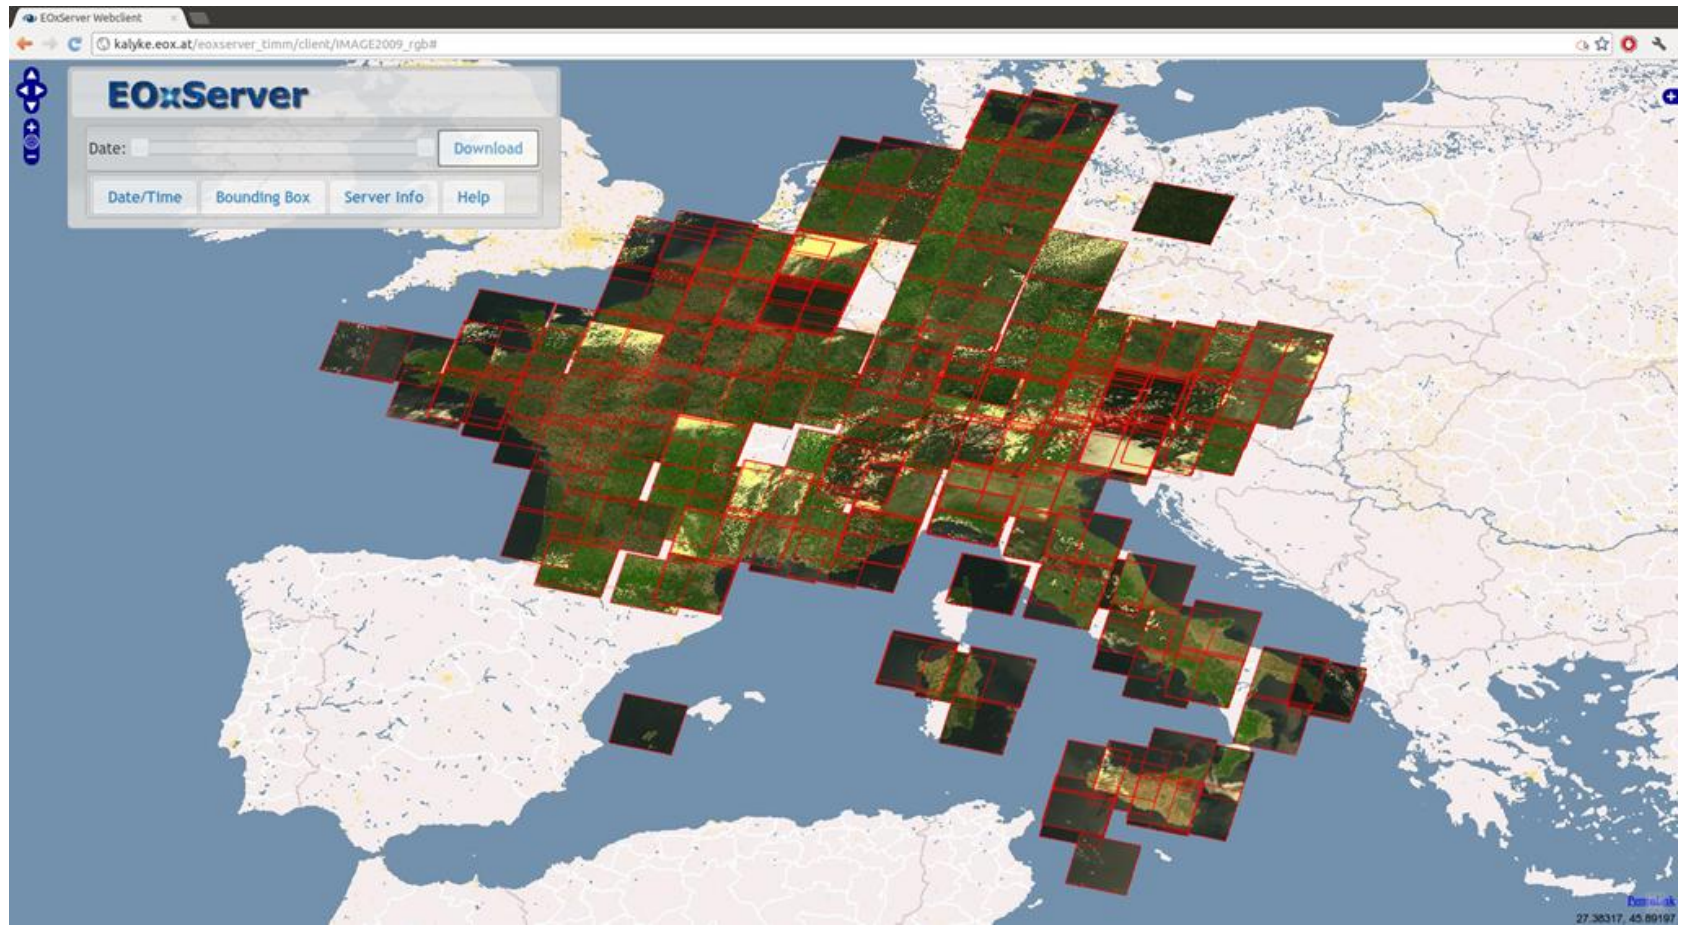 EOxServer Webclient
kalyke.eox.at/eoxserver_timm/client/IMAGE2009_rgb#
EOxServer
Date:
Download
Date/Time
Bounding Box
Server Info
Help
Permalink
27.38317, 45.89197